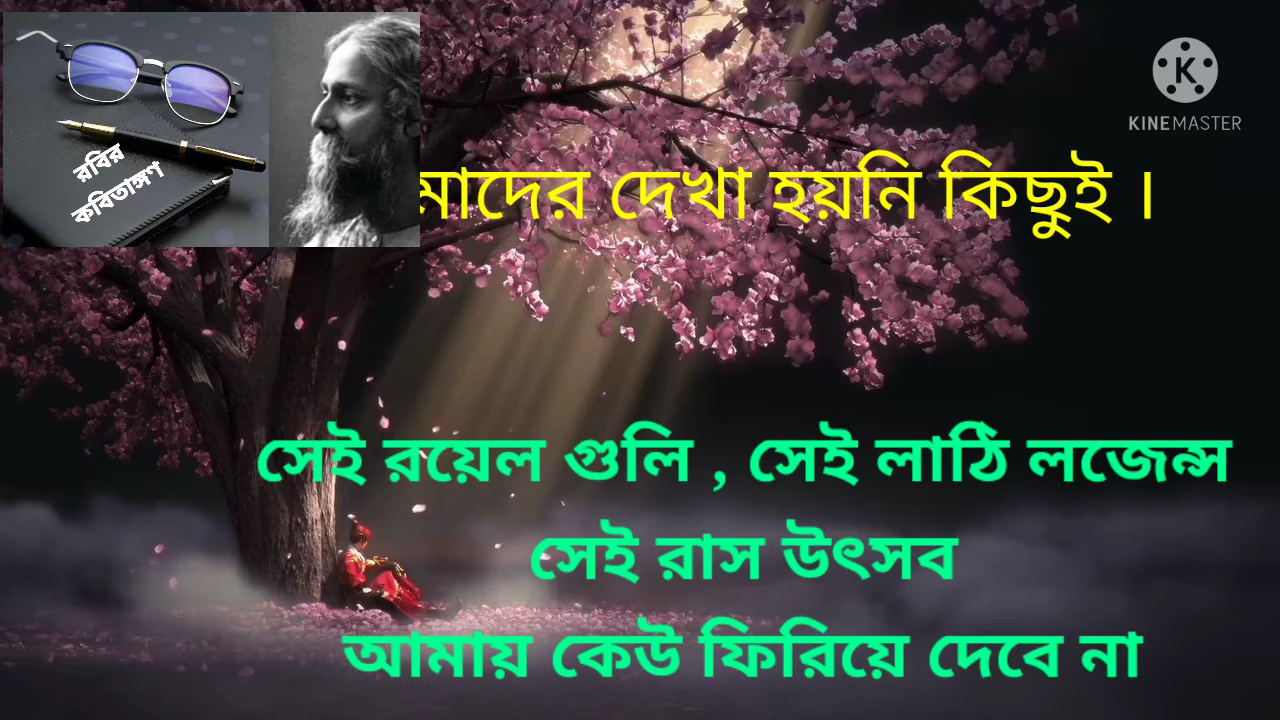 রবির
কবিতাঙ্গণ
KINEMASTER
মাদের দেখা হয়নি কিছুই ।
সেই রয়েল গুলি , সেই লাঠি লজেন্স
সেই রাস উৎসব
আমায় কেউ ফিরিয়ে দেবে না